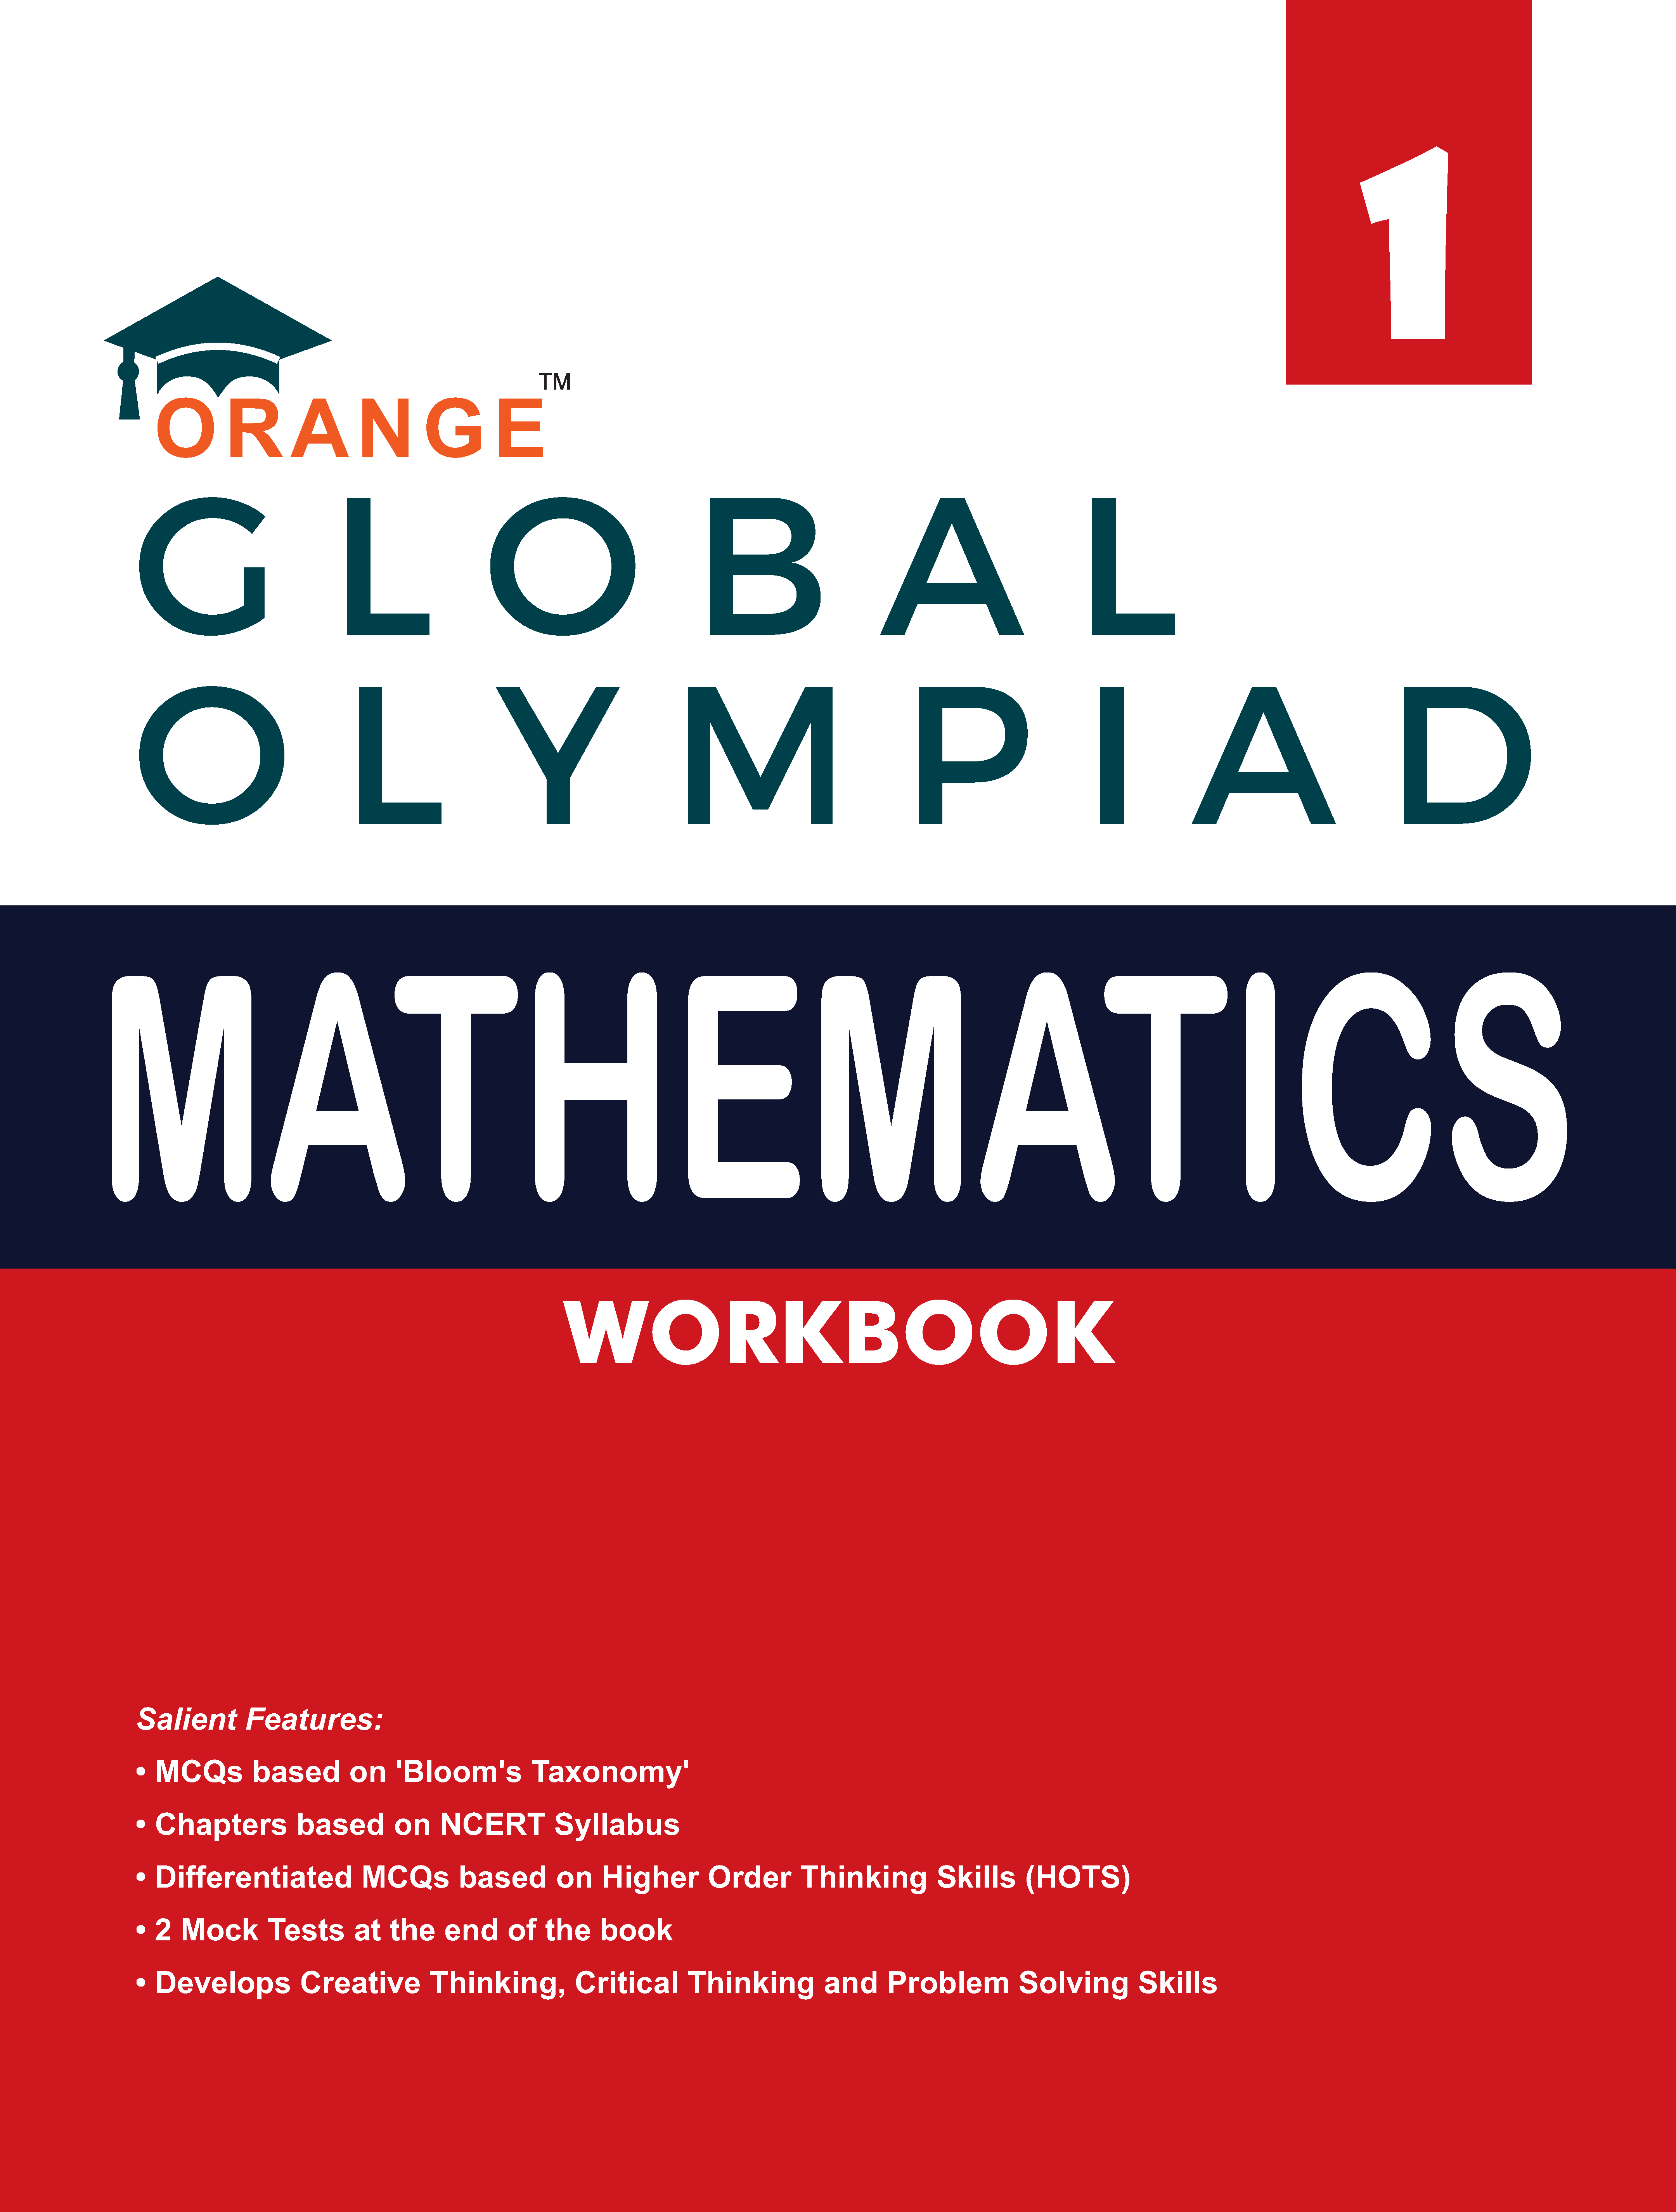 1
ORANGE™
GLOBAL
OLYMPIAD
MATHEMATICS
WORKBOOK
Salient Features:
• MCQs based on 'Bloom's Taxonomy'
• Chapters based on NCERT Syllabus
• Differentiated MCQs based on Higher Order Thinking Skills (HOTS)
• 2 Mock Tests at the end of the book
• Develops Creative Thinking, Critical Thinking and Problem Solving Skills